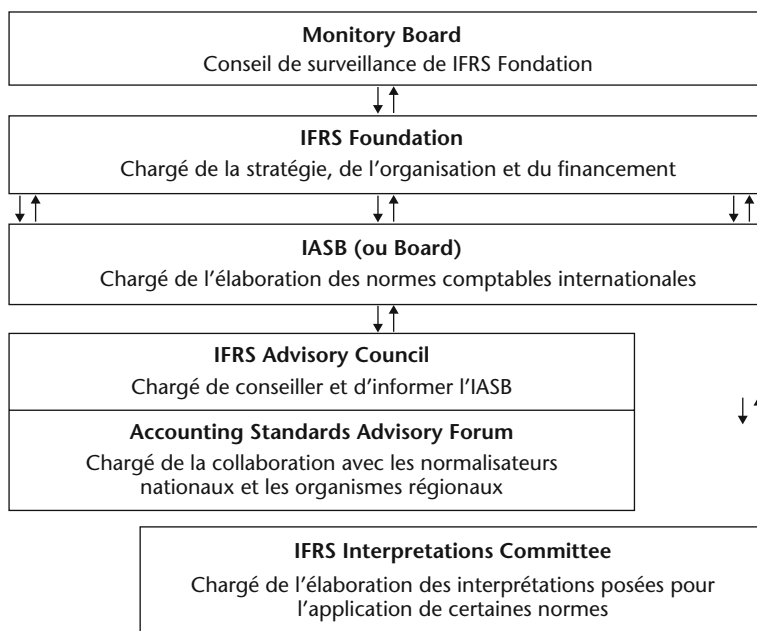 Monitory Board
Conseil de surveillance de IFRS Fondation
IFRS Foundation
Chargé de la stratégie, de l'organisation et du financement
IASB (ou Board)
Chargé de l'élaboration des normes comptables internationales
IFRS Advisory Council
Chargé de conseiller et d'informer l'IASB
Accounting Standards Advisory Forum
Chargé de la collaboration avec les normalisateurs
nationaux et les organismes régionaux
IFRS Interpretations Committee
Chargé de l'élaboration des interprétations posées pour
l'application de certaines normes